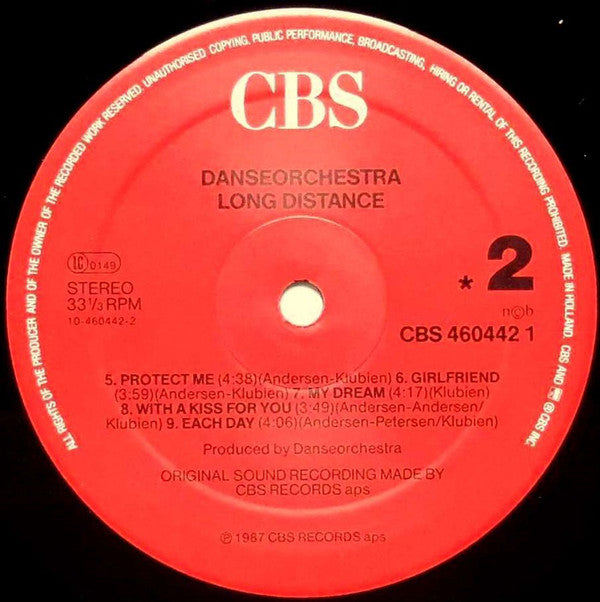 ALL RIGHTS OF THE PRODUCER AND OF THE OWNER OF THE RECORDED WORK RESERVED. UNAUTHORISED COPYING, PUBLIC PERFORMANCE, BROADCASTING, HIRING OR RENTAL OF THIS RECORDING PROHIBITED. MADE IN HOLLAND. CBS AND ℗ CBS INC.
CBS
DANSEORCHESTRA
LONG DISTANCE
LC 0149
STEREO
33⅓ RPM
10-460442-2
* 2
n©b
CBS 460442 1
5. PROTECT ME (4:38)(Andersen-Klubien) 6. GIRLFRIEND
(3:59)(Andersen-Klubien) 7. MY DREAM (4:17)(Klubien)
8. WITH A KISS FOR YOU (3:49)(Andersen-Andersen/
Klubien) 9. EACH DAY (4:06)(Andersen-Petersen/Klubien)
Produced by Danseorchestra
ORIGINAL SOUND RECORDING MADE BY
CBS RECORDS aps
℗ 1987 CBS RECORDS aps